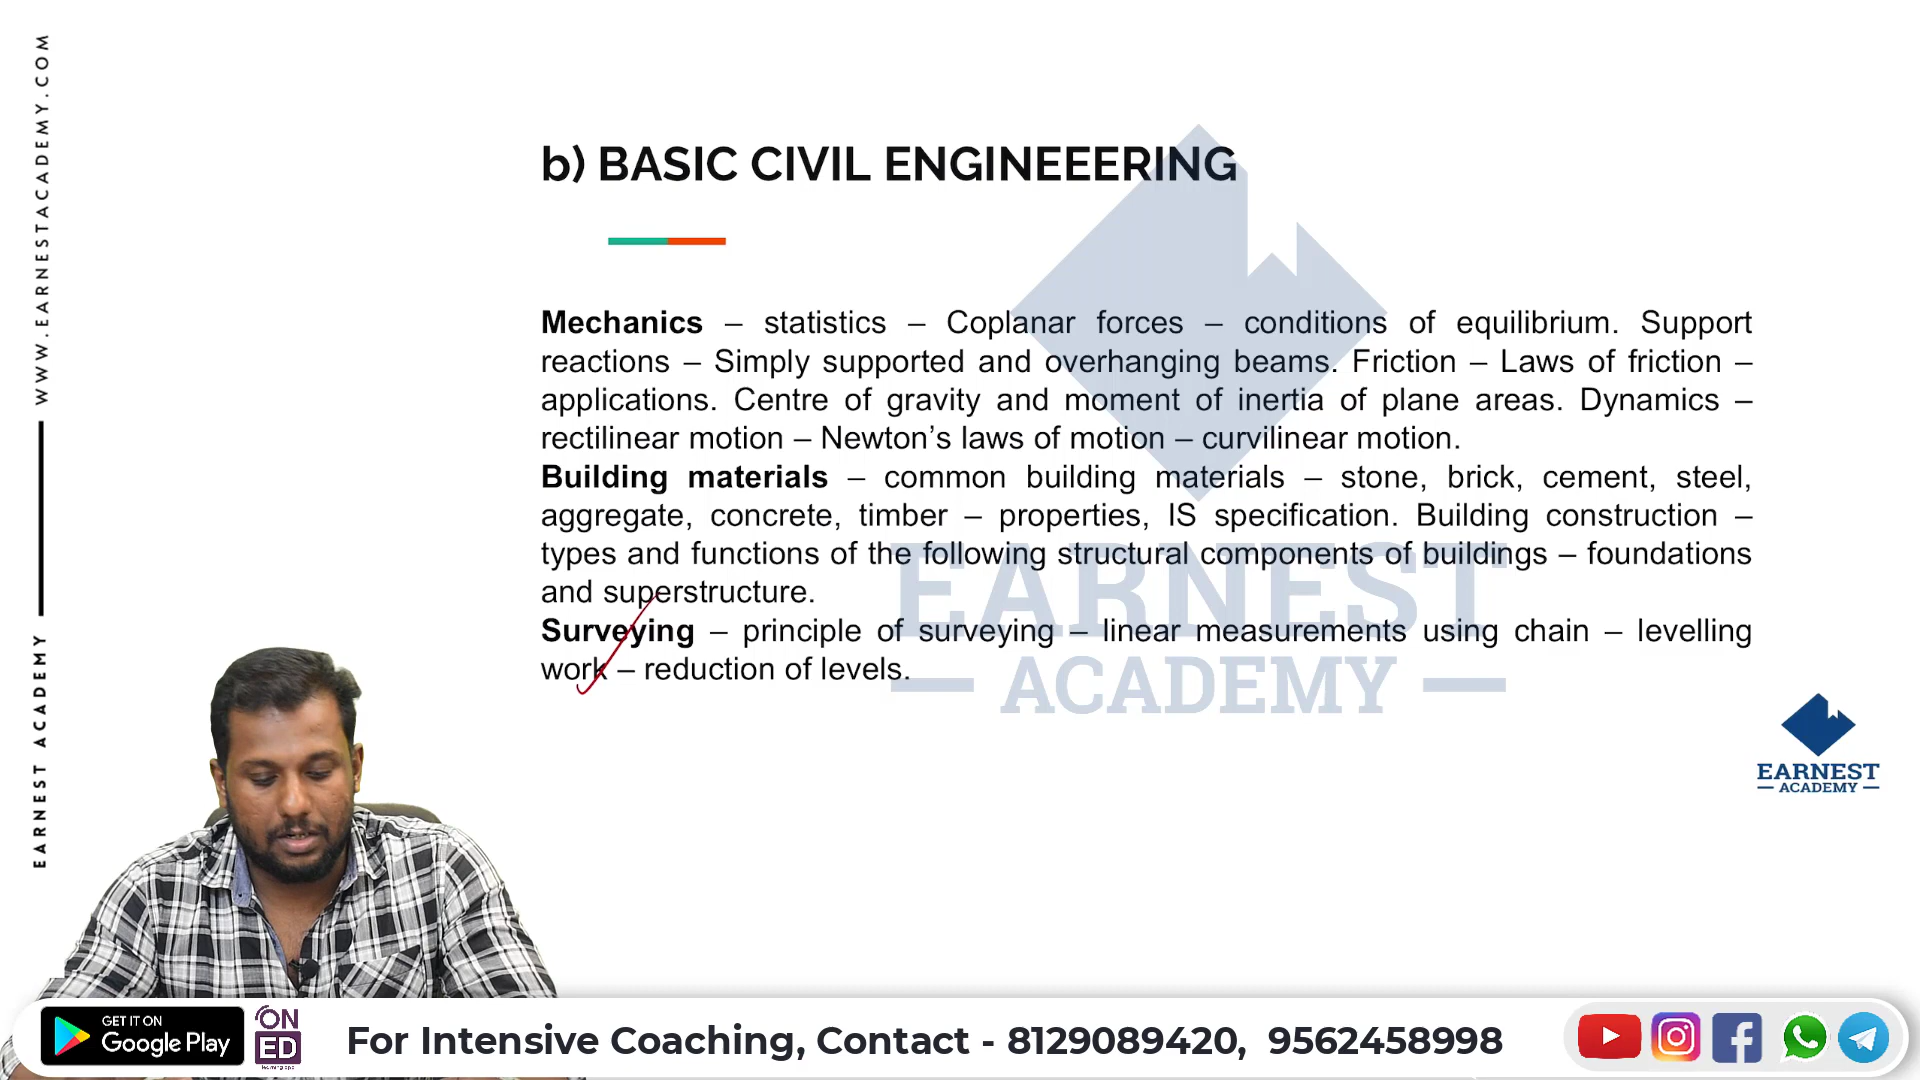 WWW.EARNESTACADEMY.COM
EARNEST ACADEMY
b) BASIC CIVIL ENGINEEERING
Mechanics – statistics – Coplanar forces – conditions of equilibrium. Support
reactions – Simply supported and overhanging beams. Friction – Laws of friction –
applications. Centre of gravity and moment of inertia of plane areas. Dynamics –
rectilinear motion – Newton’s laws of motion – curvilinear motion.
Building materials – common building materials – stone, brick, cement, steel,
aggregate, concrete, timber – properties, IS specification. Building construction –
types and functions of the following structural components of buildings – foundations
and superstructure.
Surveying – principle of surveying – linear measurements using chain – levelling
work – reduction of levels.
EARNEST
ACADEMY
EARNEST
ACADEMY
GET IT ON
Google Play
ON
ED
learning app
For Intensive Coaching, Contact - 8129089420, 9562458998